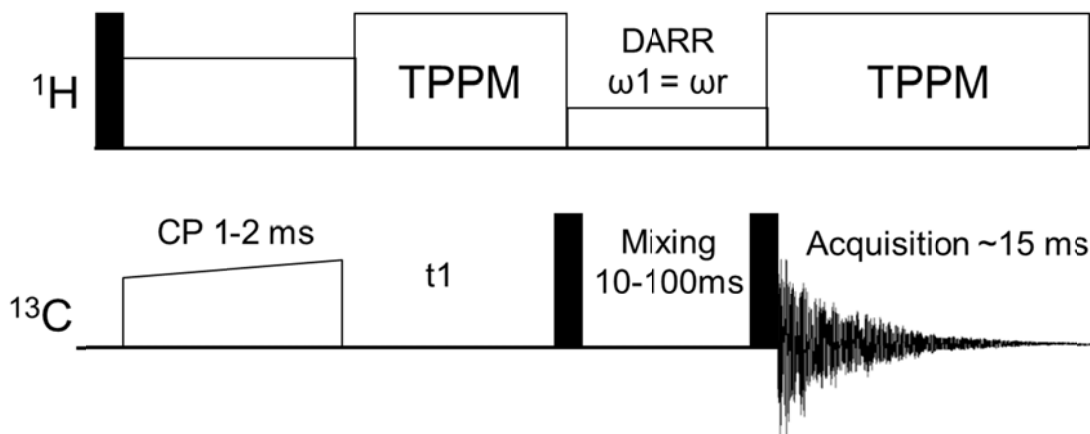 ¹H
TPPM
DARR
ω1 = ωr
TPPM
¹³C
CP 1-2 ms
t1
Mixing
10-100ms
Acquisition ~15 ms